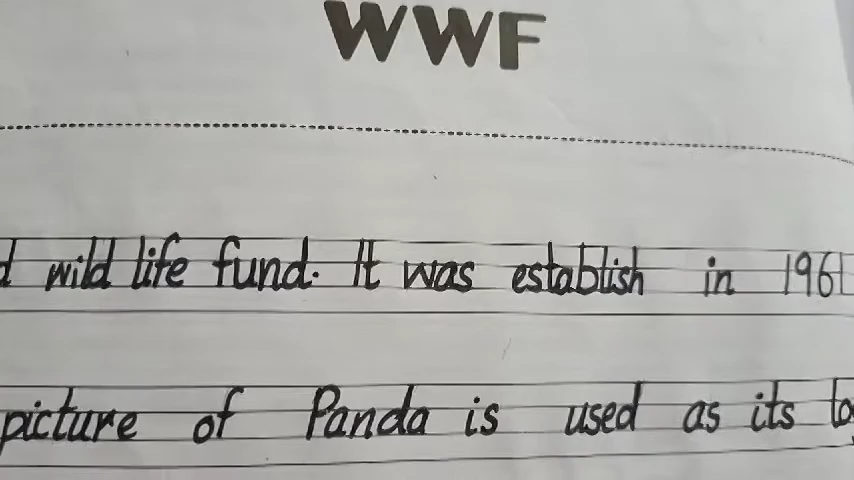 WWF
wild life fund. It was establish in 1961
picture of Panda is used as its